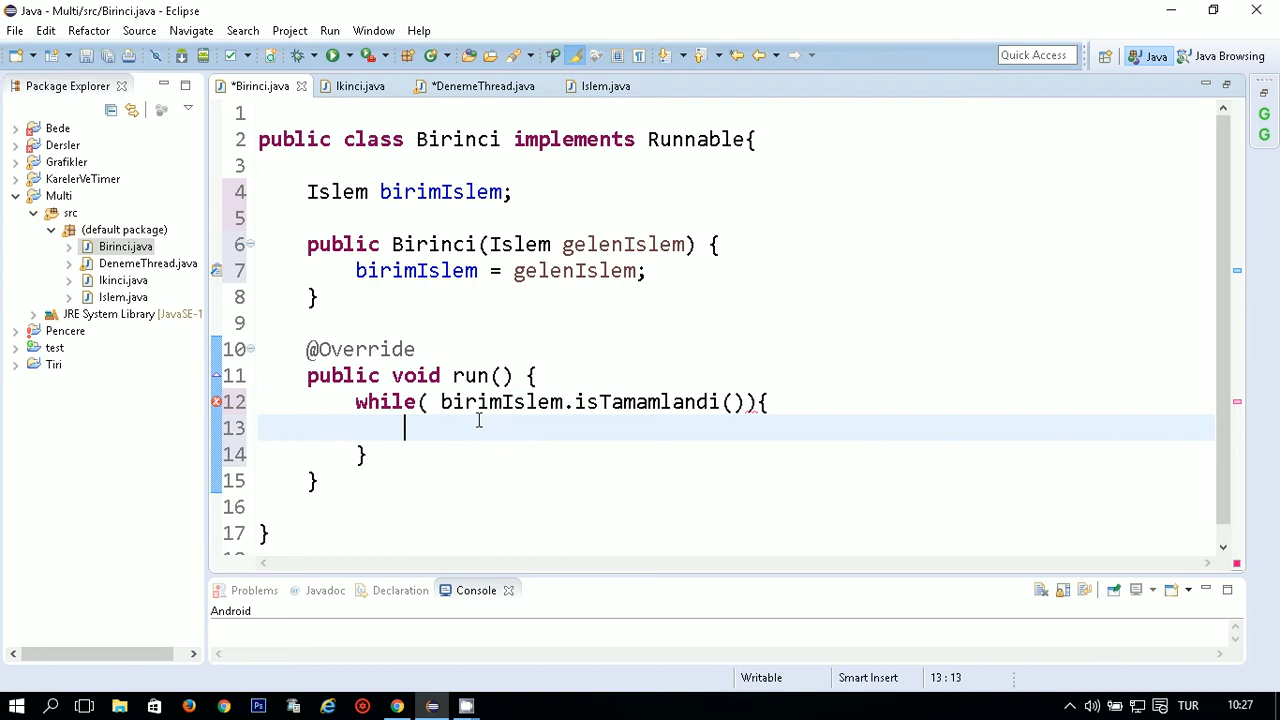 Java - Multi/src/Birinci.java - Eclipse
File Edit Refactor Source Navigate Search Project Run Window Help
Quick Access
Java
Java Browsing
Package Explorer
*Birinci.java
Ikinci.java
*DenemeThread.java
Islem.java
Bede
Dersler
Grafikler
KarelerVeTimer
Multi
src
(default package)
Birinci.java
DenemeThread.java
Ikinci.java
Islem.java
JRE System Library [JavaSE-1
Pencere
test
Tiri
1
2 public class Birinci implements Runnable{
3
4 Islem birimIslem;
5
6 public Birinci(Islem gelenIslem) {
7 birimIslem = gelenIslem;
8 }
9
10 @Override
11 public void run() {
12 while( birimIslem.isTamamlandi()){
13
14 }
15 }
16
17 }
Problems
@ Javadoc
Declaration
Console
Android
Writable
Smart Insert
13 : 13
TUR
10:27